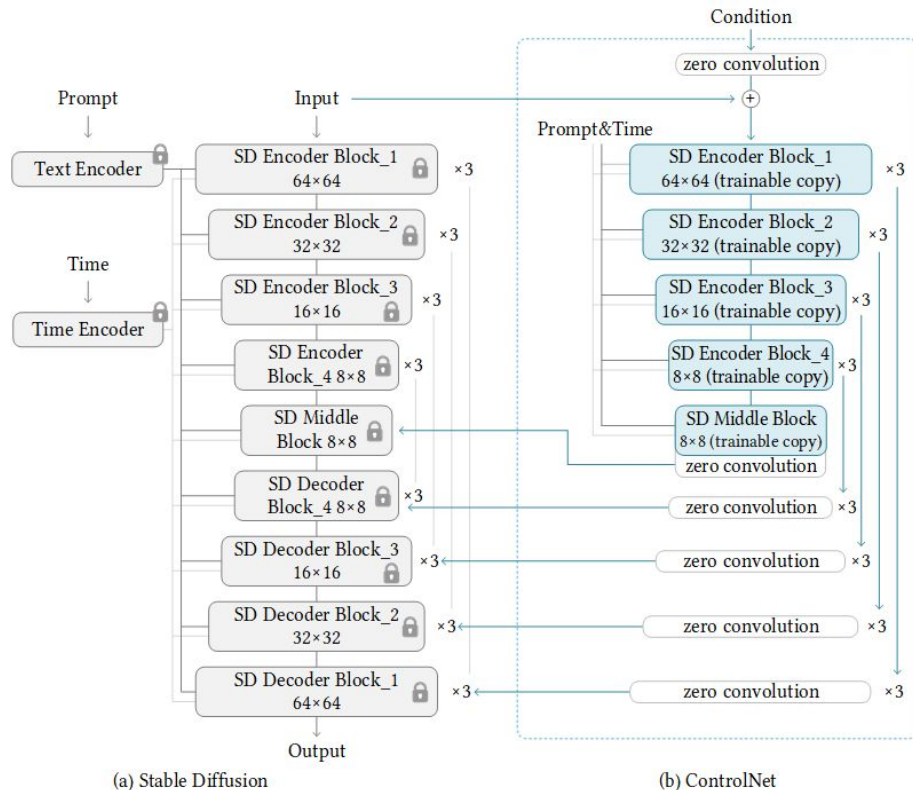 Condition
zero convolution
Prompt
Input
+
Prompt&Time
Text Encoder
SD Encoder Block_1
64×64
×3
SD Encoder Block_1
64×64 (trainable copy)
×3
SD Encoder Block_2
32×32
×3
SD Encoder Block_2
32×32 (trainable copy)
×3
Time
Time Encoder
SD Encoder Block_3
16×16
×3
SD Encoder Block_3
16×16 (trainable copy)
×3
SD Encoder
Block_4 8×8
×3
SD Encoder Block_4
8×8 (trainable copy)
×3
SD Middle
Block 8×8
SD Middle Block
8×8 (trainable copy)
zero convolution
SD Decoder
Block_4 8×8
×3
zero convolution
×3
SD Decoder Block_3
16×16
×3
zero convolution
×3
SD Decoder Block_2
32×32
×3
zero convolution
×3
SD Decoder Block_1
64×64
×3
zero convolution
×3
Output
(a) Stable Diffusion
(b) ControlNet